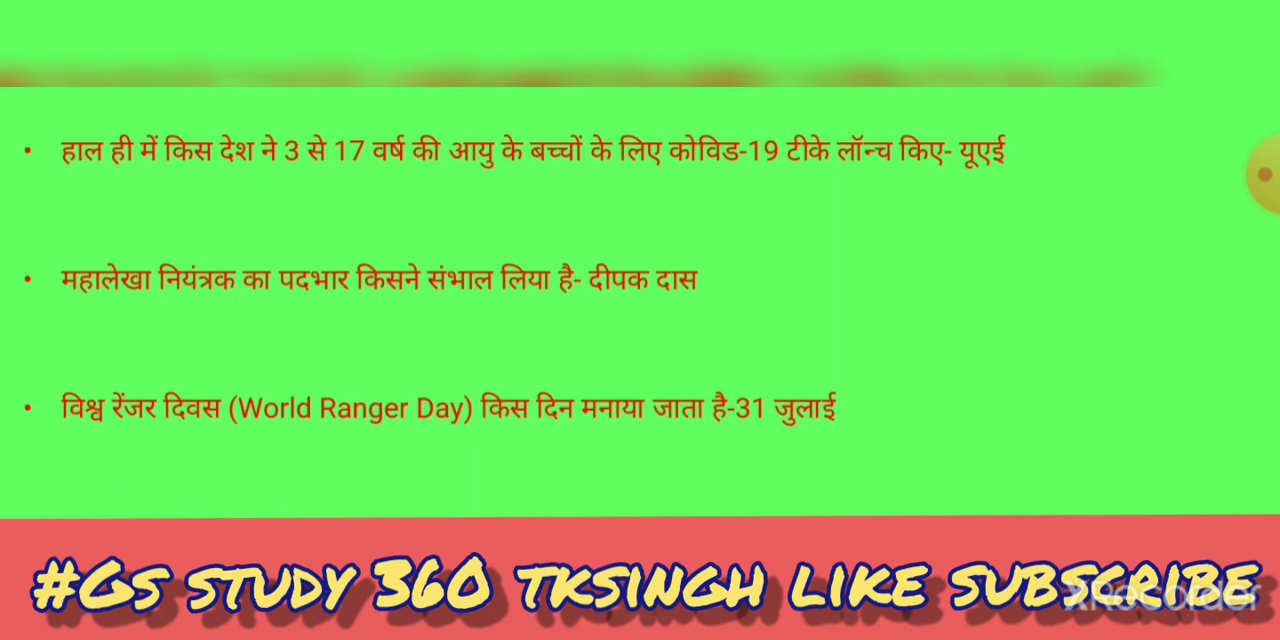 • हाल ही में किस देश ने 3 से 17 वर्ष की आयु के बच्चों के लिए कोविड-19 टीके लॉन्च किए- यूएई
• महालेखा नियंत्रक का पदभार किसने संभाल लिया है- दीपक दास
• विश्व रेंजर दिवस (World Ranger Day) किस दिन मनाया जाता है-31 जुलाई
#Gs study 360 tksingh like subscribe
XRecorder